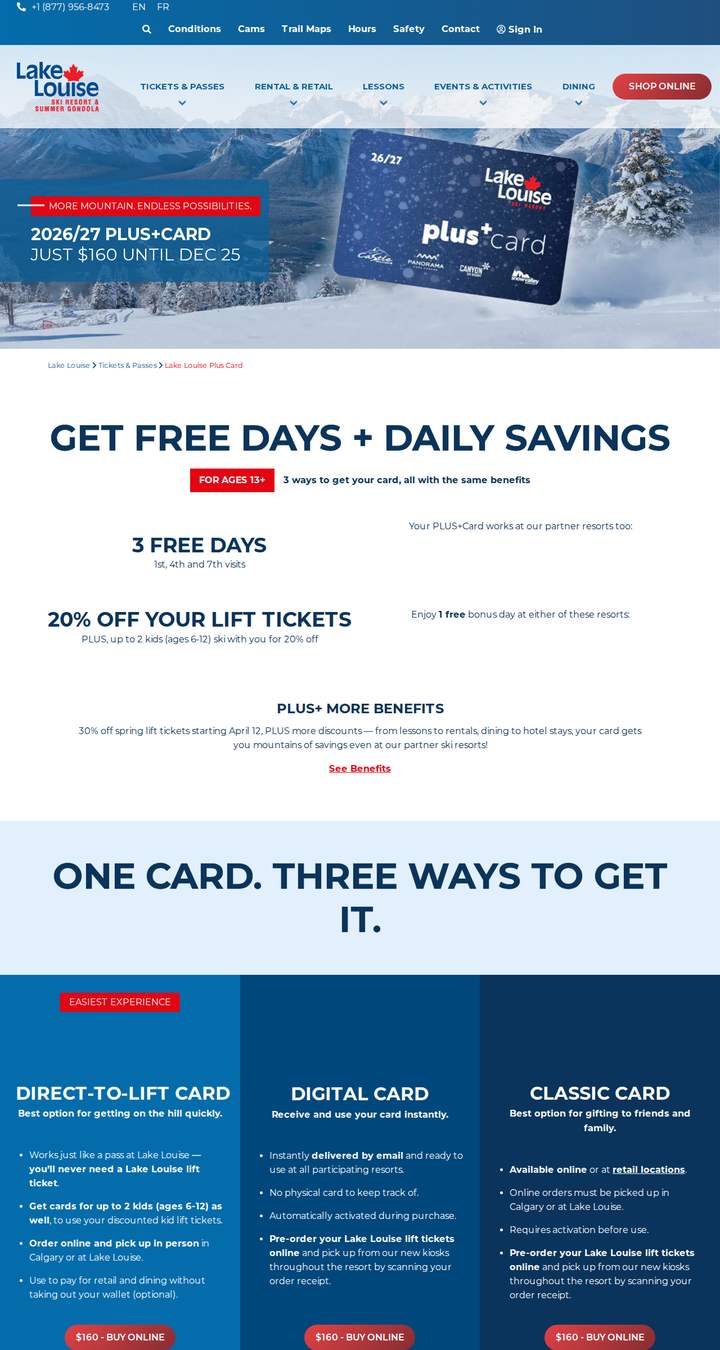 +1 (877) 956-8473 EN FR
Conditions Cams Trail Maps Hours Safety Contact Sign In
Lake
Louise
SKI RESORT &
SUMMER GONDOLA
TICKETS & PASSES RENTAL & RETAIL LESSONS EVENTS & ACTIVITIES DINING SHOP ONLINE
26/27
Lake
Louise
SKI RESORT
plus+card
Castle
PANORAMA
CANYON
snowvalley
MORE MOUNTAIN. ENDLESS POSSIBILITIES.
2026/27 PLUS+CARD
JUST $160 UNTIL DEC 25
Lake Louise Tickets & Passes Lake Louise Plus Card
GET FREE DAYS + DAILY SAVINGS
FOR AGES 13+ 3 ways to get your card, all with the same benefits
3 FREE DAYS
1st, 4th and 7th visits
20% OFF YOUR LIFT TICKETS
PLUS, up to 2 kids (ages 6-12) ski with you for 20% off
Your PLUS+Card works at our partner resorts too:
Enjoy 1 free bonus day at either of these resorts:
PLUS+ MORE BENEFITS
30% off spring lift tickets starting April 12, PLUS more discounts — from lessons to rentals, dining to hotel stays, your card gets
you mountains of savings even at our partner ski resorts!
See Benefits
ONE CARD. THREE WAYS TO GET
IT.
EASIEST EXPERIENCE
DIRECT-TO-LIFT CARD
Best option for getting on the hill quickly.
• Works just like a pass at Lake Louise —
you'll never need a Lake Louise lift
ticket.
• Get cards for up to 2 kids (ages 6-12) as
well, to use your discounted kid lift tickets.
• Order online and pick up in person in
Calgary or at Lake Louise.
• Use to pay for retail and dining without
taking out your wallet (optional).
$160 - BUY ONLINE
DIGITAL CARD
Receive and use your card instantly.
• Instantly delivered by email and ready to
use at all participating resorts.
• No physical card to keep track of.
• Automatically activated during purchase.
• Pre-order your Lake Louise lift tickets
online and pick up from our new kiosks
throughout the resort by scanning your
order receipt.
$160 - BUY ONLINE
CLASSIC CARD
Best option for gifting to friends and
family.
• Available online or at retail locations.
• Online orders must be picked up in
Calgary or at Lake Louise.
• Requires activation before use.
• Pre-order your Lake Louise lift tickets
online and pick up from our new kiosks
throughout the resort by scanning your
order receipt.
$160 - BUY ONLINE